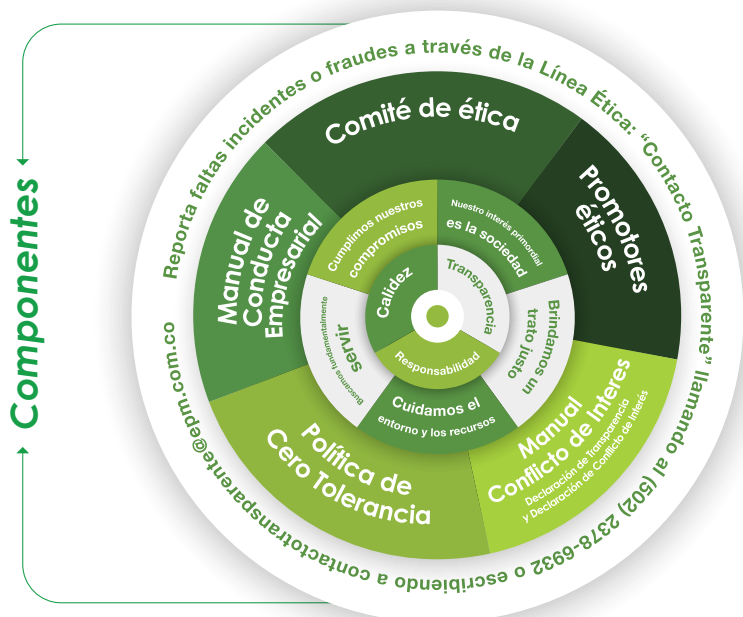 Componentes
Reporta faltas incidentes o fraudes a través de la Línea Ética: “Contacto Transparente” llamando al (502) 2378-6932 o escribiendo a contactotransparente@epm.com.co
Comité de ética
Promotores
éticos
Manual
Conflicto de Interes
Declaración de Transparencia
y Declaración de Conflicto de Interés
Política de
Cero Tolerancia
Manual de
Conducta
Empresarial
Cumplimos nuestros
compromisos
Nuestro interés primordial
es la sociedad
Brindamos un
trato justo
Cuidamos el
entorno y los recursos
Buscamos fundamentalmente
servir
Calidez
Transparencia
Responsabilidad